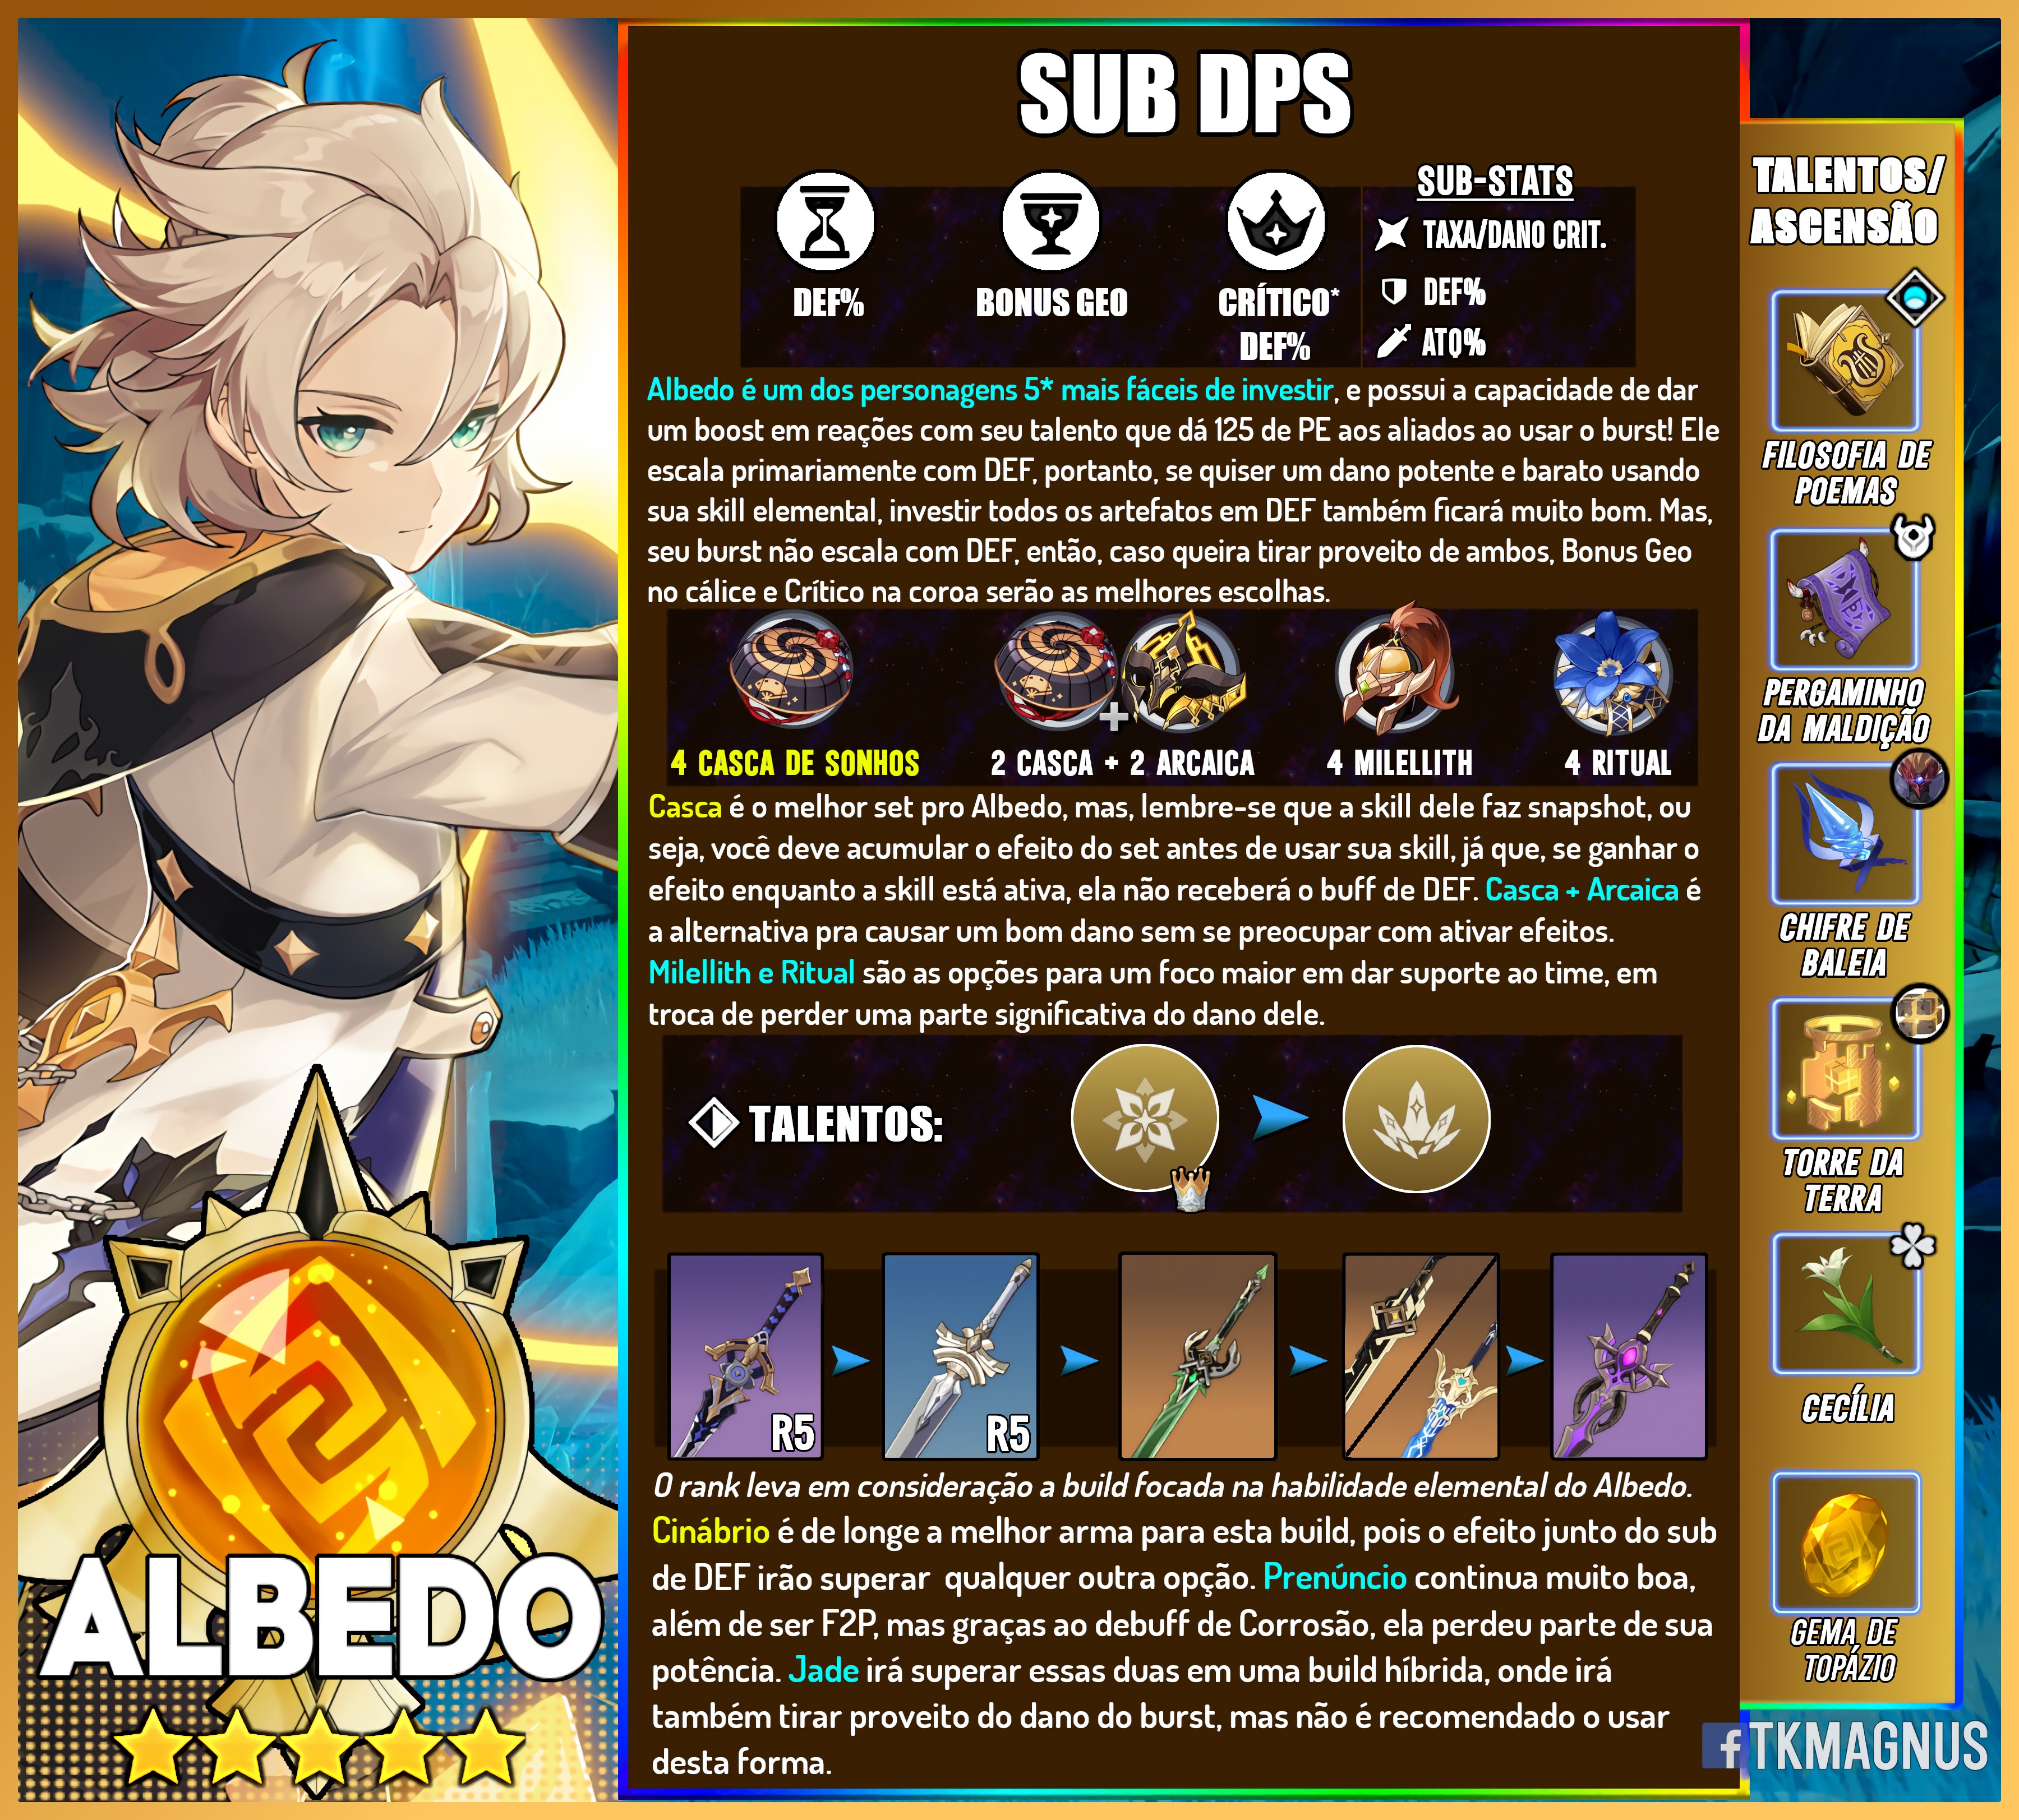 SUB DPS
DEF%
BONUS GEO
CRÍTICO*
DEF%
SUB-STATS
TAXA/DANO CRIT.
DEF%
ATQ%
Albedo é um dos personagens 5* mais fáceis de investir, e possui a capacidade de dar
um boost em reações com seu talento que dá 125 de PE aos aliados ao usar o burst! Ele
escala primariamente com DEF, portanto, se quiser um dano potente e barato usando
sua skill elemental, investir todos os artefatos em DEF também ficará muito bom. Mas,
seu burst não escala com DEF, então, caso queira tirar proveito de ambos, Bonus Geo
no cálice e Crítico na coroa serão as melhores escolhas.
4 CASCA DE SONHOS
2 CASCA + 2 ARCAICA
4 MILELLITH
4 RITUAL
Casca é o melhor set pro Albedo, mas, lembre-se que a skill dele faz snapshot, ou
seja, você deve acumular o efeito do set antes de usar sua skill, já que, se ganhar o
efeito enquanto a skill está ativa, ela não receberá o buff de DEF. Casca + Arcaica é
a alternativa pra causar um bom dano sem se preocupar com ativar efeitos.
Milellith e Ritual são as opções para um foco maior em dar suporte ao time, em
troca de perder uma parte significativa do dano dele.
TALENTOS:
R5
R5
O rank leva em consideração a build focada na habilidade elemental do Albedo.
Cinábrio é de longe a melhor arma para esta build, pois o efeito junto do sub
de DEF irão superar qualquer outra opção. Prenúncio continua muito boa,
além de ser F2P, mas graças ao debuff de Corrosão, ela perdeu parte de sua
potência. Jade irá superar essas duas em uma build híbrida, onde irá
também tirar proveito do dano do burst, mas não é recomendado o usar
desta forma.
TALENTOS/
ASCENSÃO
FILOSOFIA DE
POEMAS
PERGAMINHO
DA MALDIÇÃO
CHIFRE DE
BALEIA
TORRE DA
TERRA
CECÍLIA
GEMA DE
TOPÁZIO
ALBEDO
f TKMAGNUS